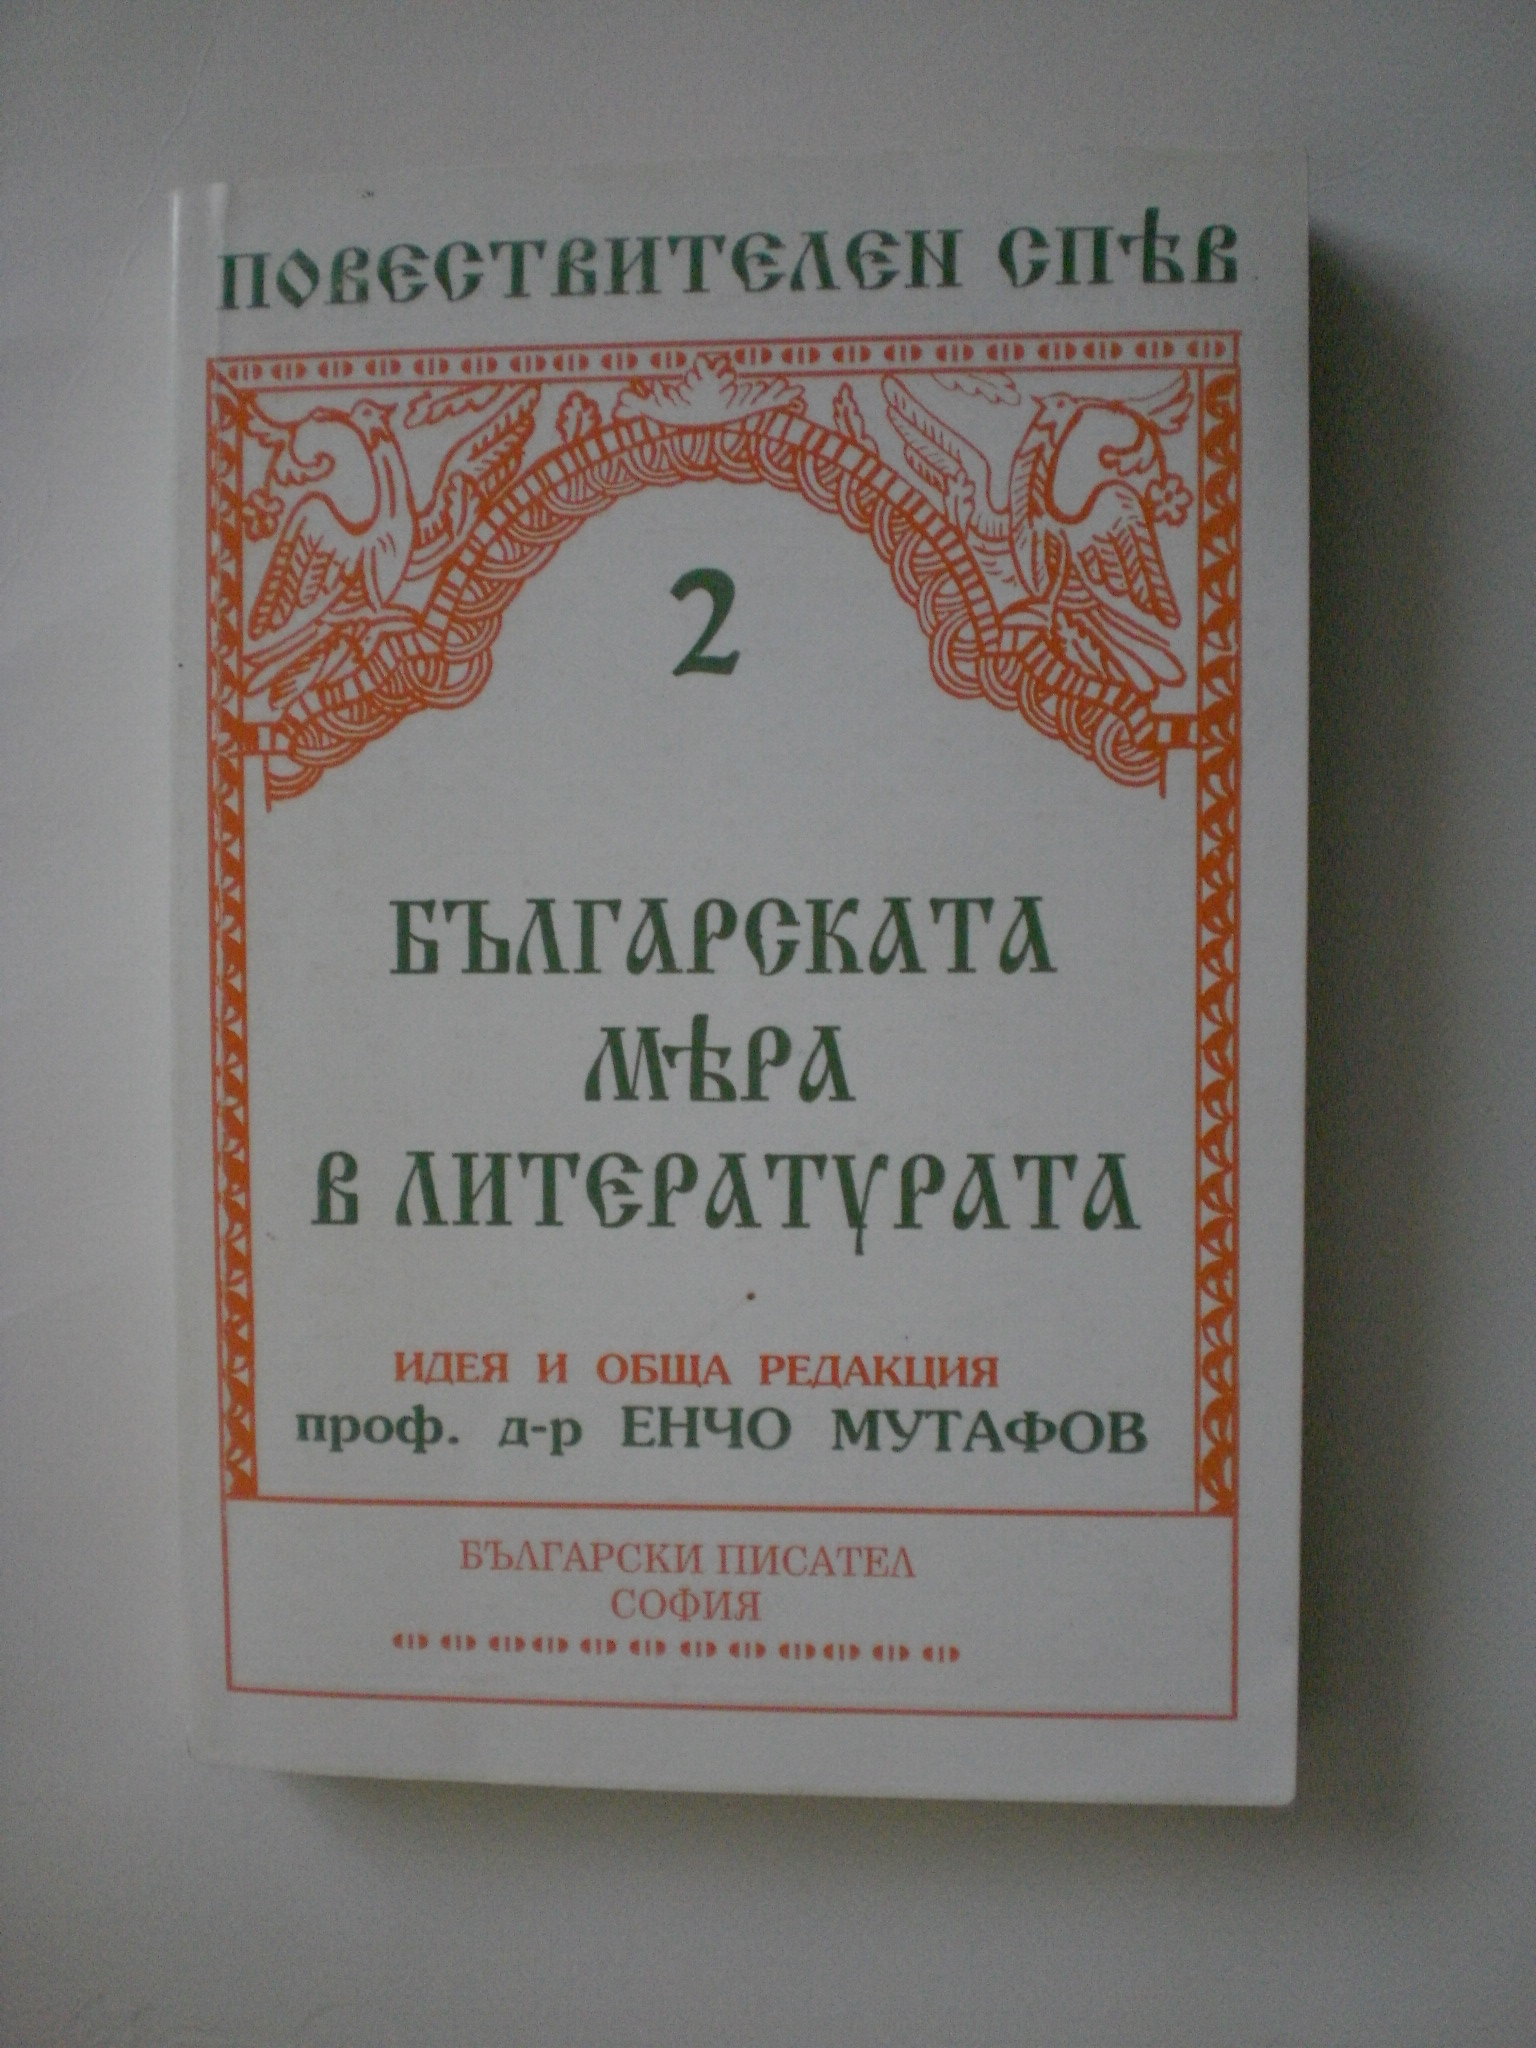 ПОВЕСТВИТЕЛЕН СПѢВ
2
БЪЛГАРСКАТА
МѢРА
В ЛИТЕРАТУРАТА
ИДЕЯ И ОБЩА РЕДАКЦИЯ
проф. д-р ЕНЧО МУТАФОВ
БЪЛГАРСКИ ПИСАТЕЛ
СОФИЯ